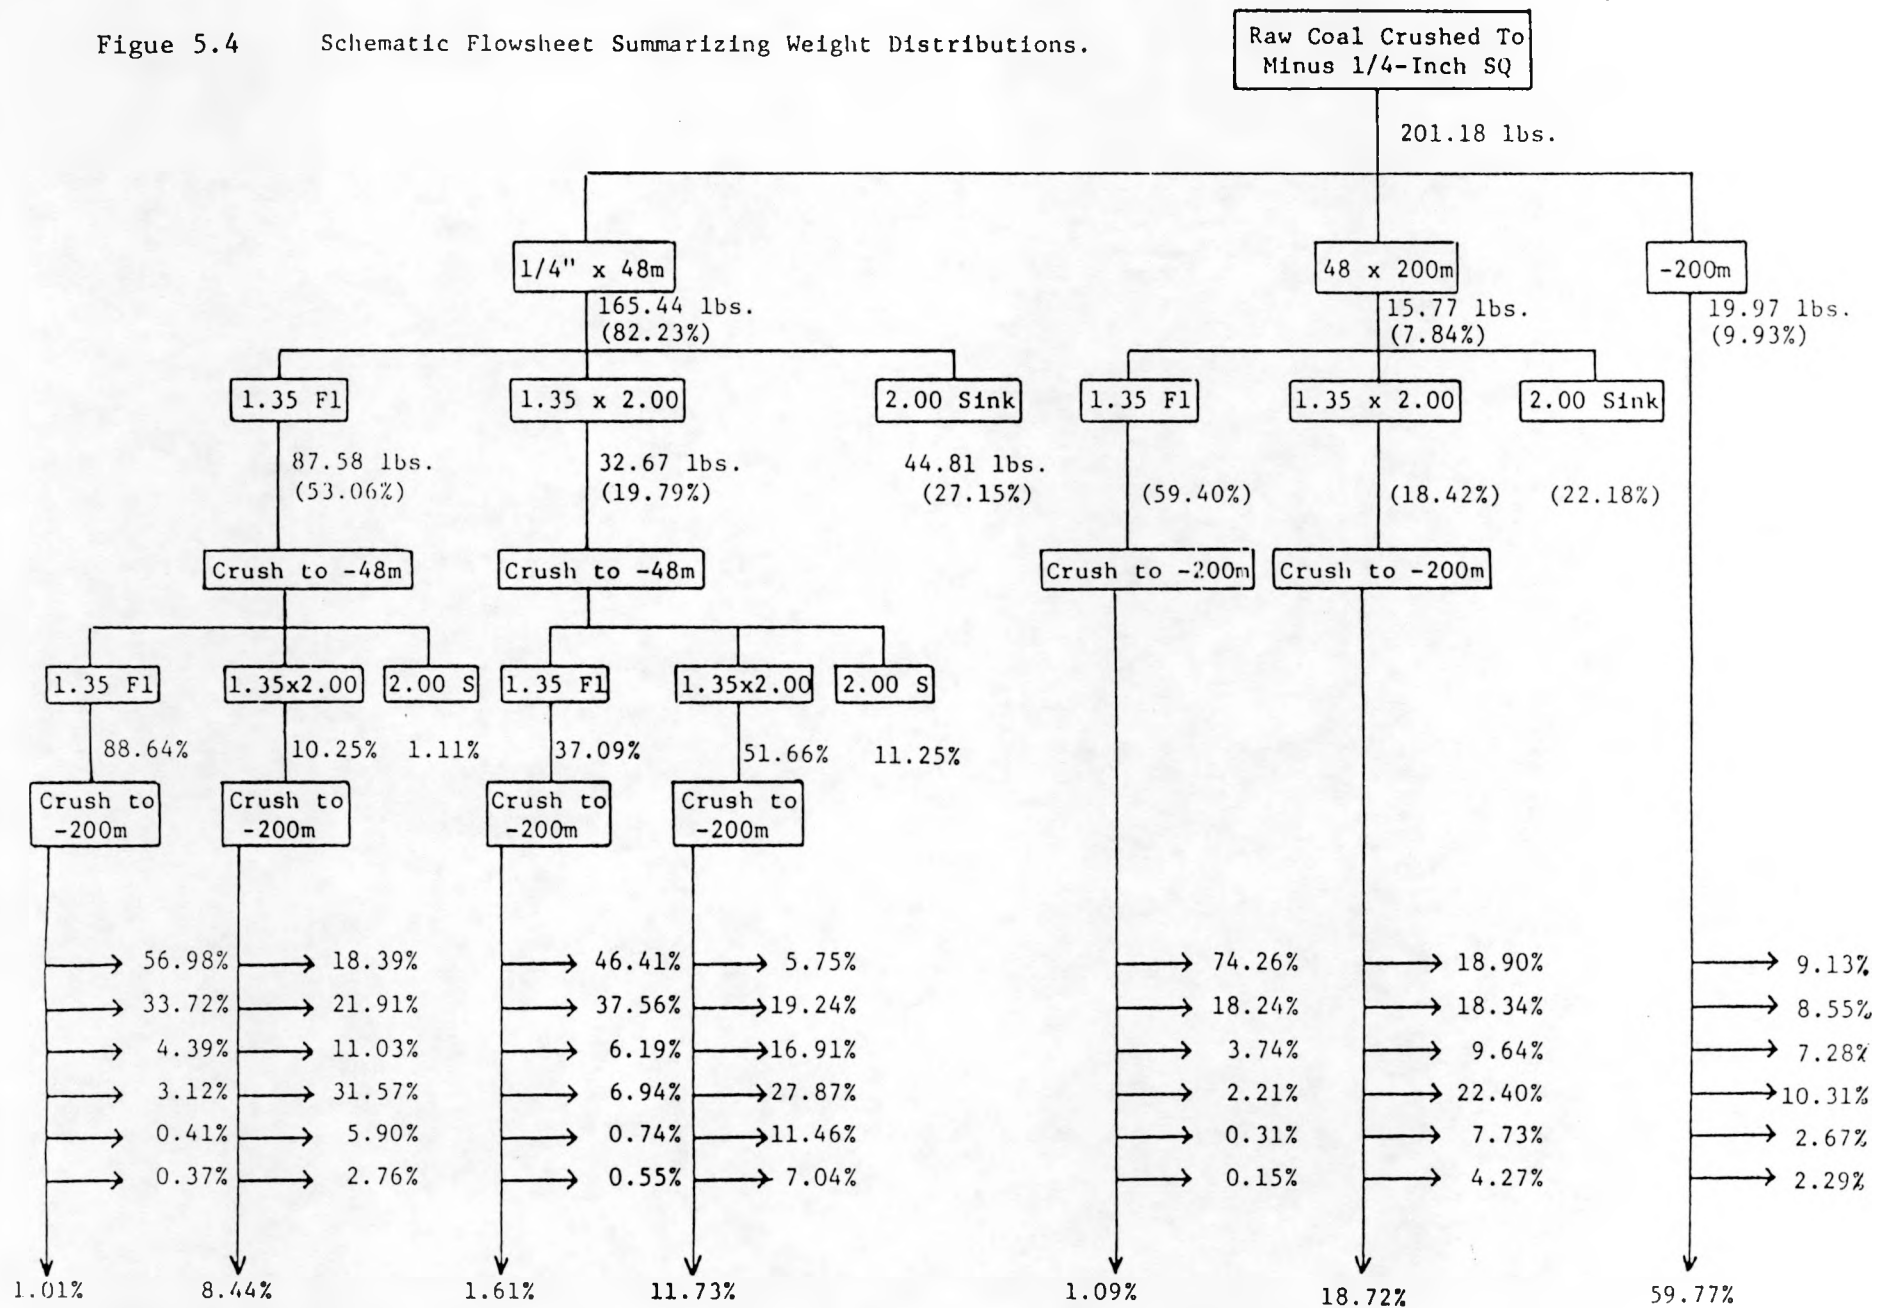 Figue 5.4 Schematic Flowsheet Summarizing Weight Distributions.
Raw Coal Crushed To
Minus 1/4-Inch SQ
201.18 lbs.
1/4" x 48m
48 x 200m
-200m
165.44 lbs.
(82.23%)
15.77 lbs.
(7.84%)
19.97 lbs.
(9.93%)
1.35 Fl
1.35 x 2.00
2.00 Sink
1.35 Fl
1.35 x 2.00
2.00 Sink
87.58 lbs.
(53.06%)
32.67 lbs.
(19.79%)
44.81 lbs.
(27.15%)
(59.40%)
(18.42%)
(22.18%)
Crush to -48m
Crush to -48m
Crush to -200m
Crush to -200m
1.35 Fl
1.35x2.00
2.00 S
1.35 Fl
1.35x2.00
2.00 S
88.64%
10.25%
1.11%
37.09%
51.66%
11.25%
Crush to
-200m
Crush to
-200m
Crush to
-200m
Crush to
-200m
56.98% 18.39% 46.41% 5.75% 74.26% 18.90% 9.13%
33.72% 21.91% 37.56% 19.24% 18.24% 18.34% 8.55%
4.39% 11.03% 6.19% 16.91% 3.74% 9.64% 7.28%
3.12% 31.57% 6.94% 27.87% 2.21% 22.40% 10.31%
0.41% 5.90% 0.74% 11.46% 0.31% 7.73% 2.67%
0.37% 2.76% 0.55% 7.04% 0.15% 4.27% 2.29%
1.01% 8.44% 1.61% 11.73% 1.09% 18.72% 59.77%